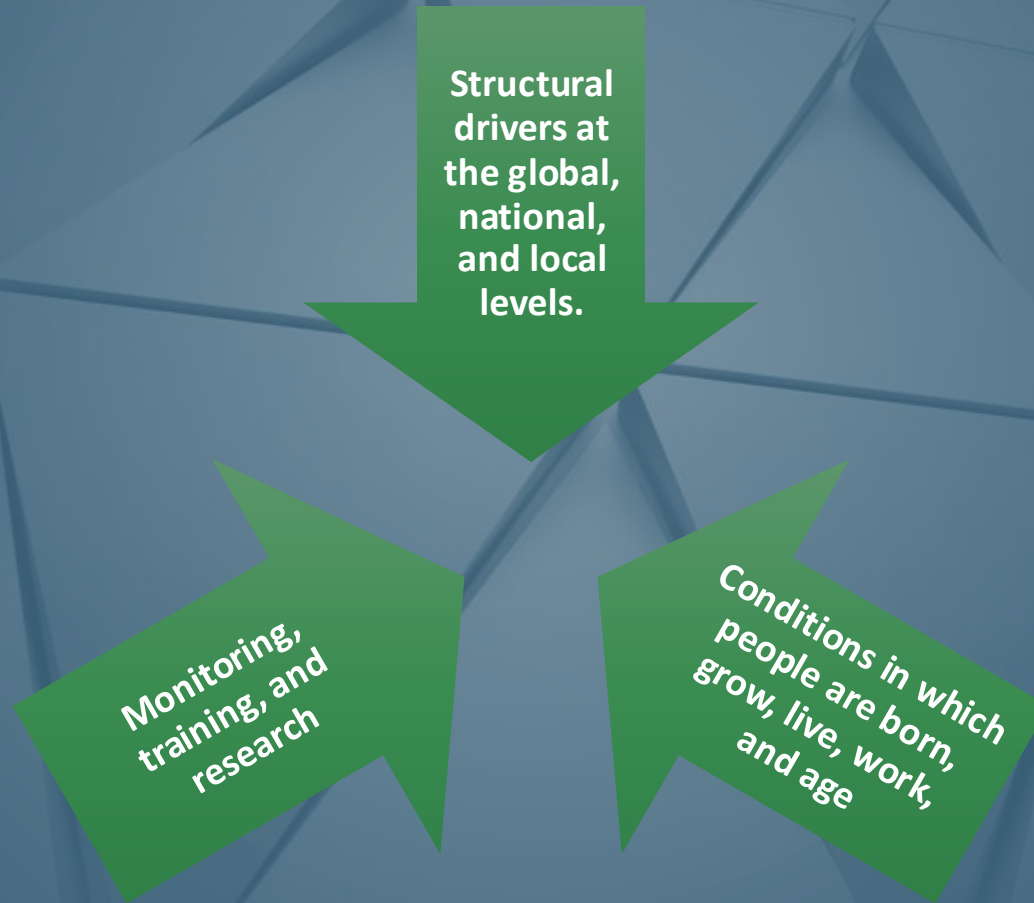 Structural
drivers at
the global,
national,
and local
levels.
Conditions in which
people are born,
grow, live, work,
and age
Monitoring,
training, and
research